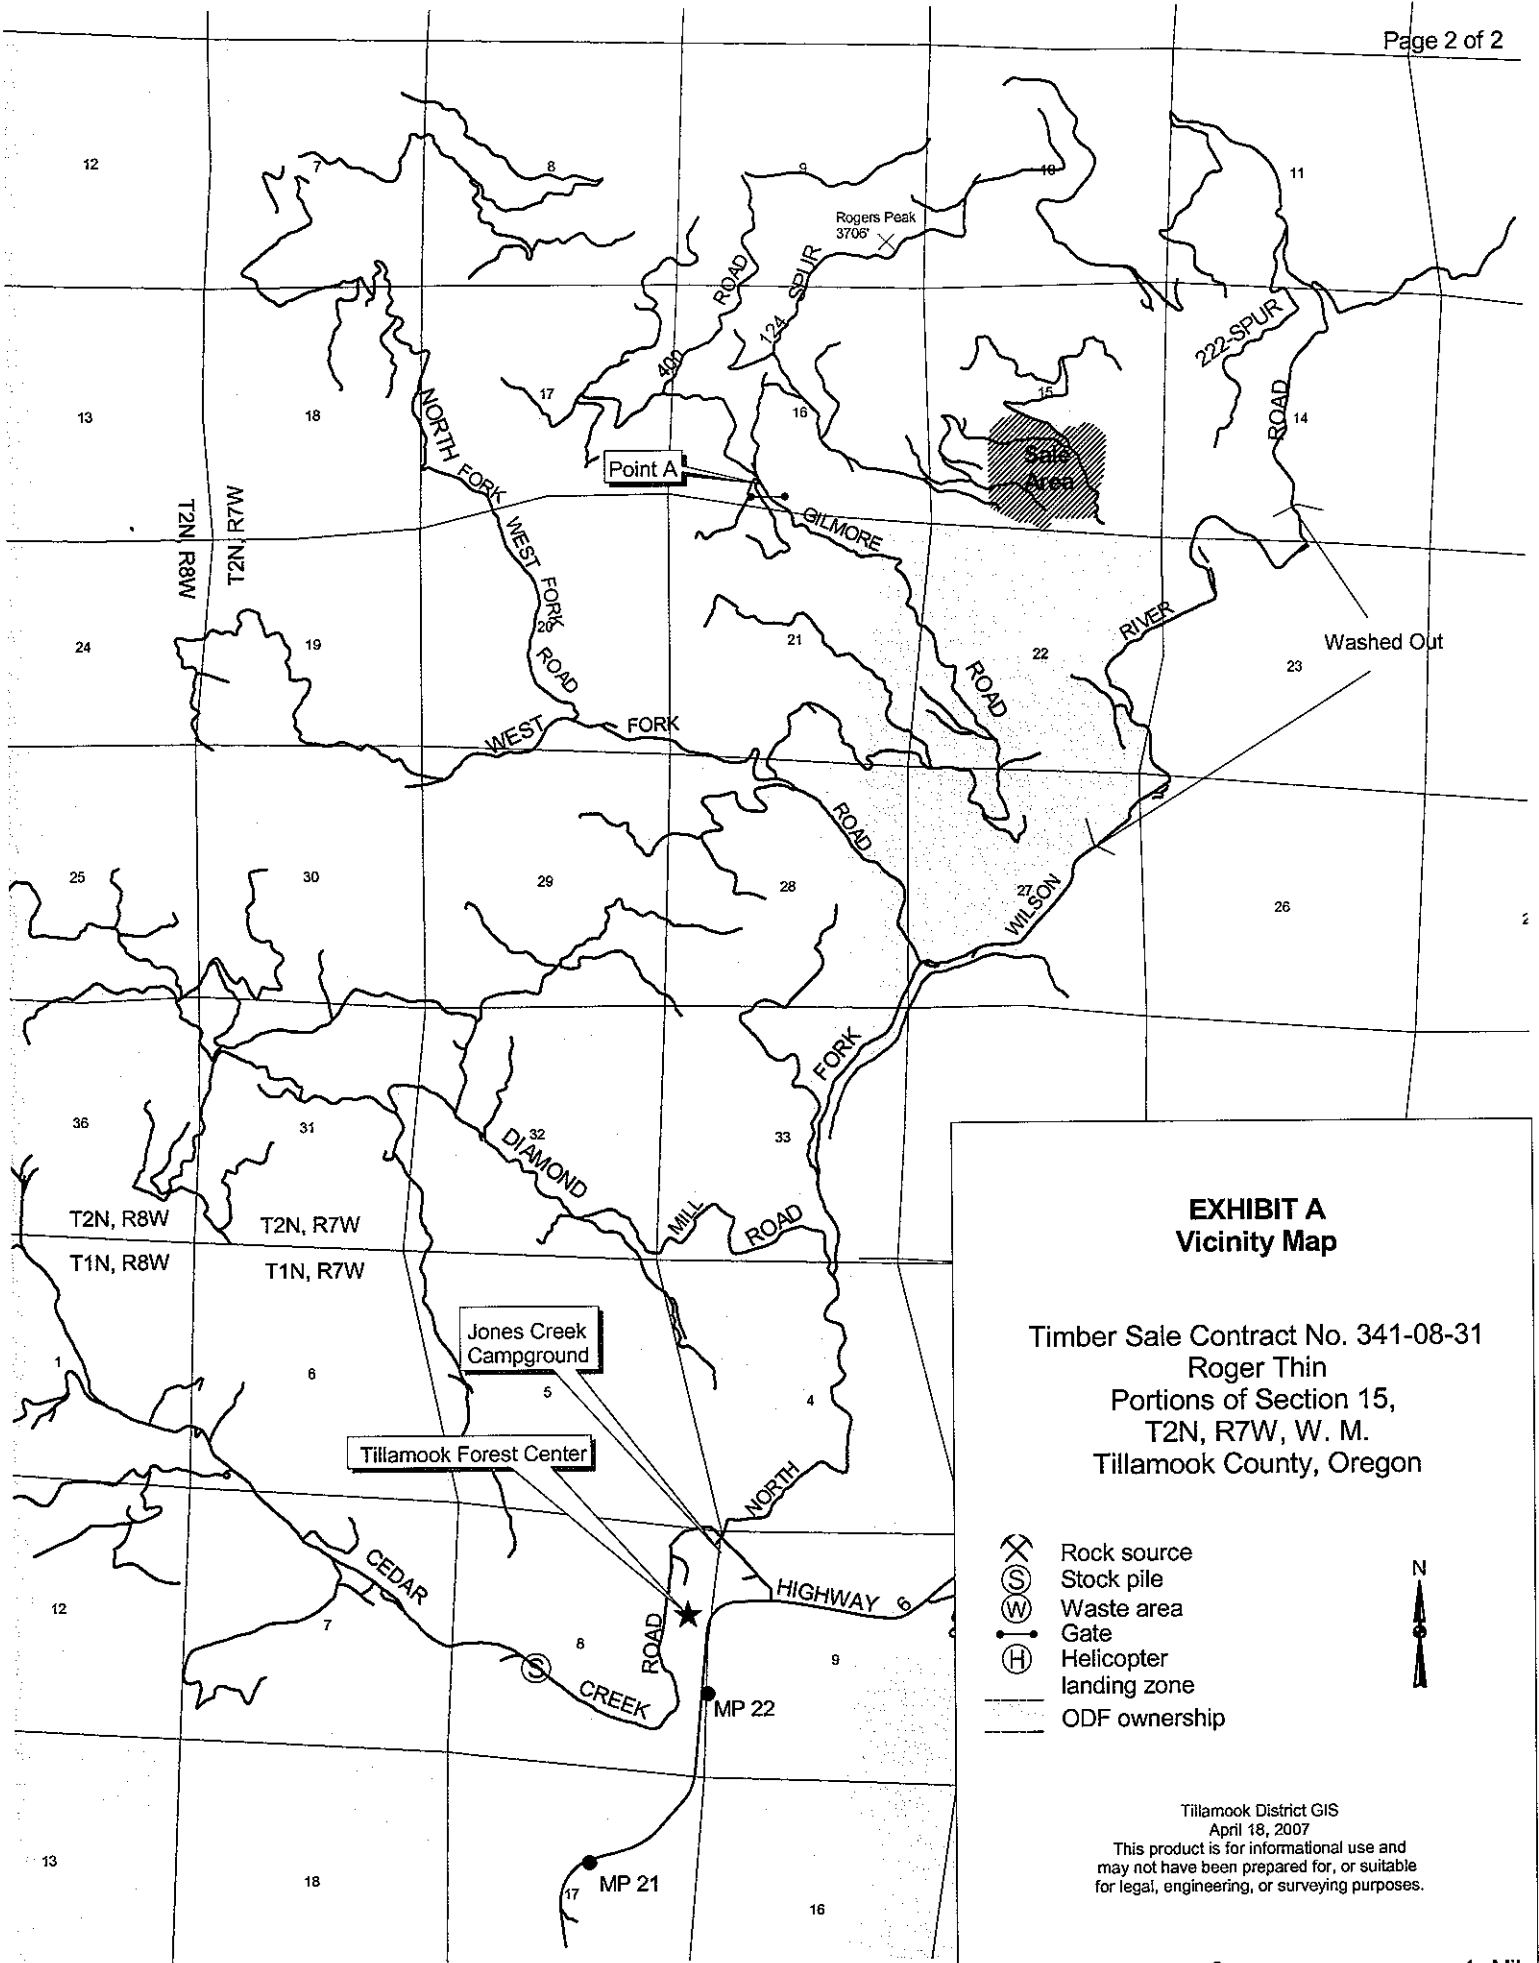 Page 2 of 2
12
7
8
9
10
11
Rogers Peak
3706'
ROAD
SPUR
124
400
222-SPUR
13
18
NORTH
17
16
15
ROAD
14
Point A
Sale
Area
FORK
GILMORE
T2N, R8W
T2N, R7W
WEST
FORK
20
ROAD
24
19
21
22
RIVER
Washed Out
23
ROAD
WEST
FORK
ROAD
25
30
29
28
27
WILSON
26
FORK
36
31
32
DIAMOND
33
MILL
ROAD
T2N, R8W
T2N, R7W
T1N, R8W
T1N, R7W
EXHIBIT A
Vicinity Map
Jones Creek
Campground
1
6
5
4
Timber Sale Contract No. 341-08-31
Roger Thin
Portions of Section 15,
T2N, R7W, W. M.
Tillamook County, Oregon
Tillamook Forest Center
NORTH
CEDAR
HIGHWAY 6
12
7
8
ROAD
9
CREEK
MP 22
Rock source
S Stock pile
W Waste area
Gate
H Helicopter
landing zone
ODF ownership
N
S
13
18
17
MP 21
16
Tillamook District GIS
April 18, 2007
This product is for informational use and
may not have been prepared for, or suitable
for legal, engineering, or surveying purposes.